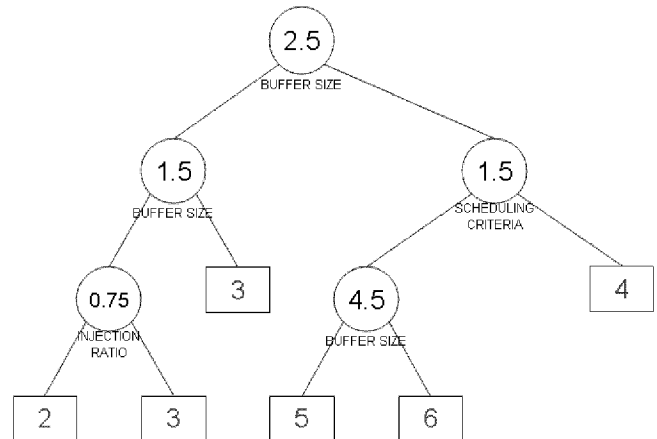 2.5
BUFFER SIZE
1.5
BUFFER SIZE
1.5
SCHEDULING
CRITERIA
0.75
INJECTION
RATIO
3
4.5
BUFFER SIZE
4
2
3
5
6